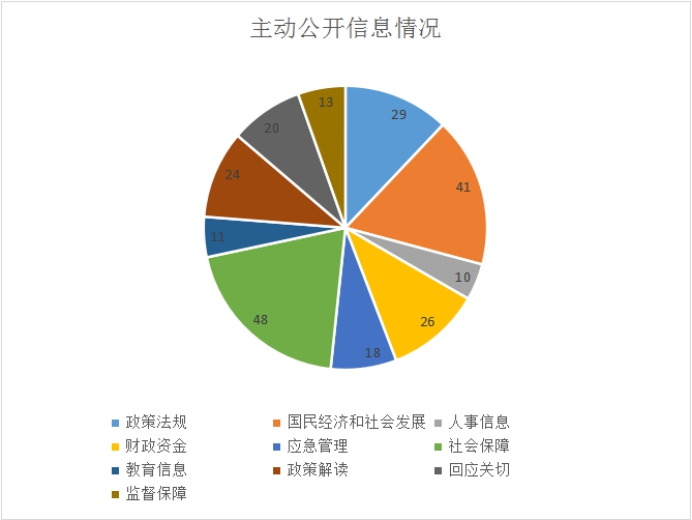 主动公开信息情况
13
29
20
41
24
11
10
48
26
18
政策法规 国民经济和社会发展 人事信息
财政资金 应急管理 社会保障
教育信息 政策解读 回应关切
监督保障